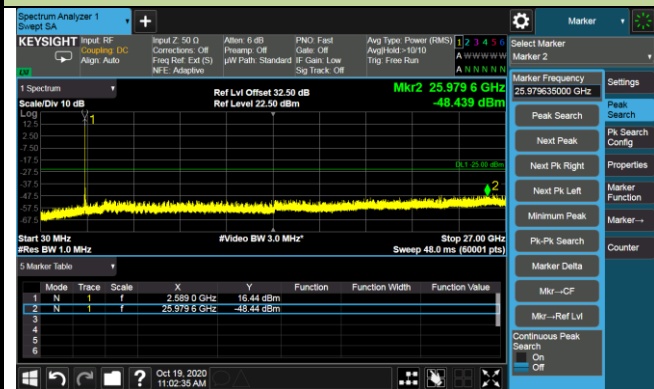 Spectrum Analyzer 1
Swept SA
Marker
KEYSIGHT
Input: RF
Coupling: DC
Align: Auto
Input Z: 50 Ω
Corrections: Off
Freq Ref: Ext (S)
NFE: Adaptive
Atten: 6 dB
Preamp: Off
µW Path: Standard
PNO: Fast
Gate: Off
IF Gain: Low
Sig Track: Off
Avg Type: Power (RMS)
Avg|Hold:>10/10
Trig: Free Run
1 2 3 4 5 6
A W W W W W
A N N N N N
Select Marker
Marker 2
1 Spectrum
Scale/Div 10 dB
Log
Ref Lvl Offset 32.50 dB
Ref Level 22.50 dBm
Mkr2 25.979 6 GHz
-48.439 dBm
12.5
2.50
-7.50
-17.5
-27.5
-37.5
-47.5
-57.5
-67.5
1
DL1 -25.00 dBm
2
Start 30 MHz
#Res BW 1.0 MHz
#Video BW 3.0 MHz*
Stop 27.00 GHz
Sweep 48.0 ms (60001 pts)
5 Marker Table
Mode Trace Scale X Y Function Function Width Function Value
1 N 1 f 2.589 0 GHz 16.44 dBm
2 N 1 f 25.979 6 GHz -48.44 dBm
3
4
5
6
Marker Frequency
25.979635000 GHz
Peak Search
Next Peak
Next Pk Right
Next Pk Left
Minimum Peak
Pk-Pk Search
Marker Delta
Mkr→CF
Mkr→Ref Lvl
Continuous Peak
Search
On
Off
Settings
Peak
Search
Pk Search
Config
Properties
Marker
Function
Marker→
Counter
?
Oct 19, 2020
11:02:35 AM